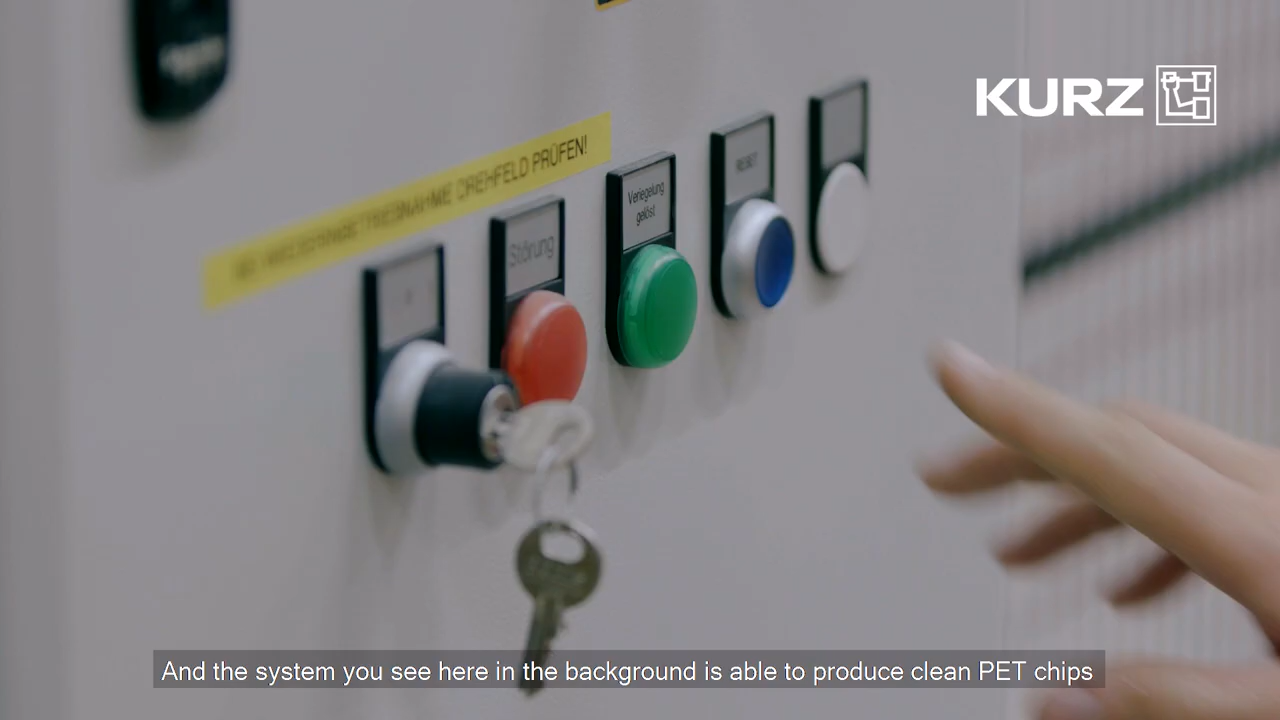 KURZ
BEI WIEDERINBETRIEBNAHME DREHFELD PRÜFEN!
Störung
Verriegelung
gelöst
RESET
And the system you see here in the background is able to produce clean PET chips